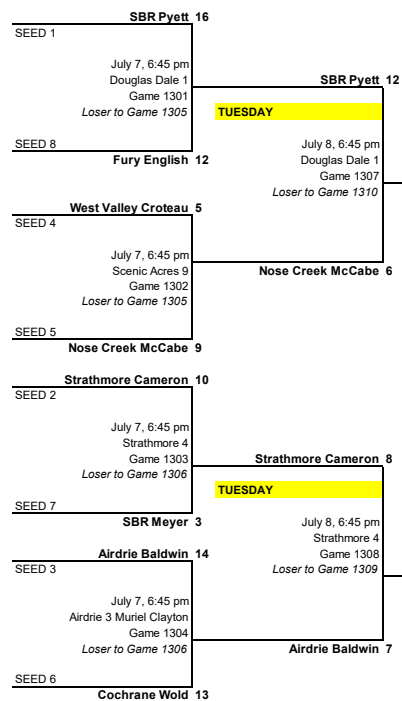 SBR Pyett 16
SEED 1
July 7, 6:45 pm
Douglas Dale 1
Game 1301
Loser to Game 1305
SEED 8
Fury English 12
SBR Pyett 12
TUESDAY
July 8, 6:45 pm
Douglas Dale 1
Game 1307
Loser to Game 1310
West Valley Croteau 5
SEED 4
July 7, 6:45 pm
Scenic Acres 9
Game 1302
Loser to Game 1305
SEED 5
Nose Creek McCabe 9
Nose Creek McCabe 6
Strathmore Cameron 10
SEED 2
July 7, 6:45 pm
Strathmore 4
Game 1303
Loser to Game 1306
SEED 7
SBR Meyer 3
Strathmore Cameron 8
TUESDAY
July 8, 6:45 pm
Strathmore 4
Game 1308
Loser to Game 1309
Airdrie Baldwin 14
SEED 3
July 7, 6:45 pm
Airdrie 3 Muriel Clayton
Game 1304
Loser to Game 1306
SEED 6
Cochrane Wold 13
Airdrie Baldwin 7